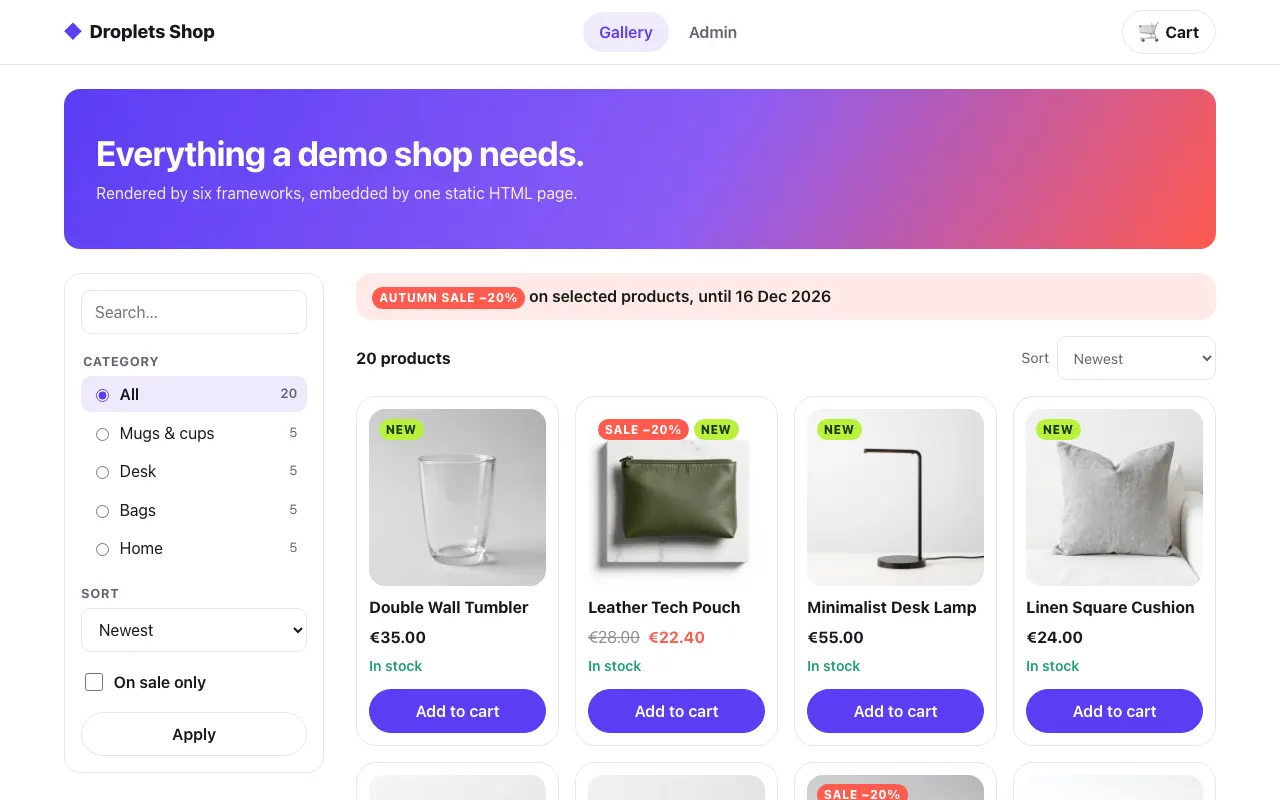 Droplets Shop
Gallery
Admin
Cart
Everything a demo shop needs.
Rendered by six frameworks, embedded by one static HTML page.
Search...
CATEGORY
All 20
Mugs & cups 5
Desk 5
Bags 5
Home 5
SORT
Newest
On sale only
Apply
AUTUMN SALE −20% on selected products, until 16 Dec 2026
20 products
Sort Newest
NEW
Double Wall Tumbler
€35.00
In stock
Add to cart
SALE −20% NEW
Leather Tech Pouch
€28.00 €22.40
In stock
Add to cart
NEW
Minimalist Desk Lamp
€55.00
In stock
Add to cart
NEW
Linen Square Cushion
€24.00
In stock
Add to cart
SALE −20%